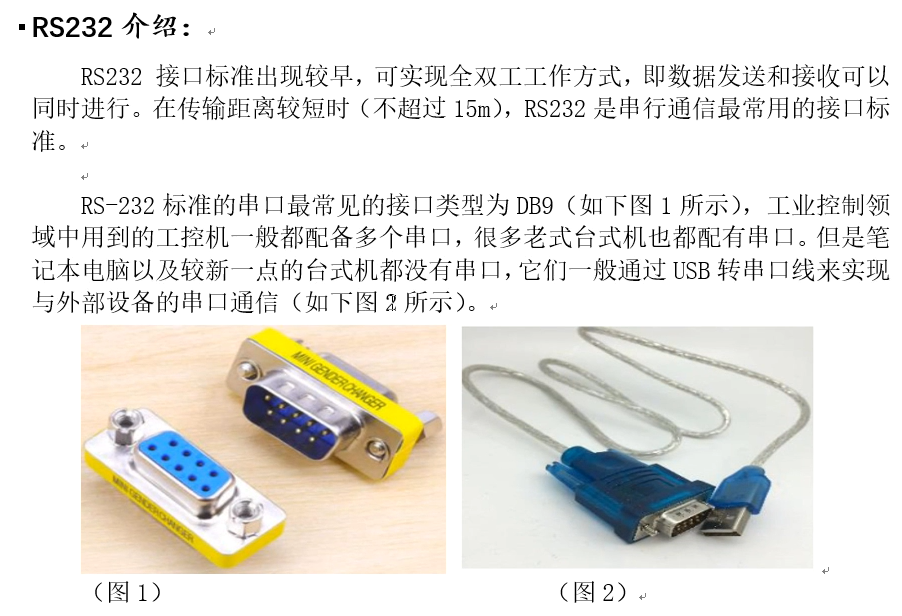 ▪RS232 介绍：
RS232 接口标准出现较早，可实现全双工工作方式，即数据发送和接收可以
同时进行。在传输距离较短时（不超过 15m），RS232 是串行通信最常用的接口标
准。
RS-232 标准的串口最常见的接口类型为 DB9（如下图 1 所示），工业控制领
域中用到的工控机一般都配备多个串口，很多老式台式机也都配有串口。但是笔
记本电脑以及较新一点的台式机都没有串口，它们一般通过 USB 转串口线来实现
与外部设备的串口通信（如下图 2 所示）。
MINI GENDER CHANGER
MINI GENDER CHANGER
（图 1）
（图 2）